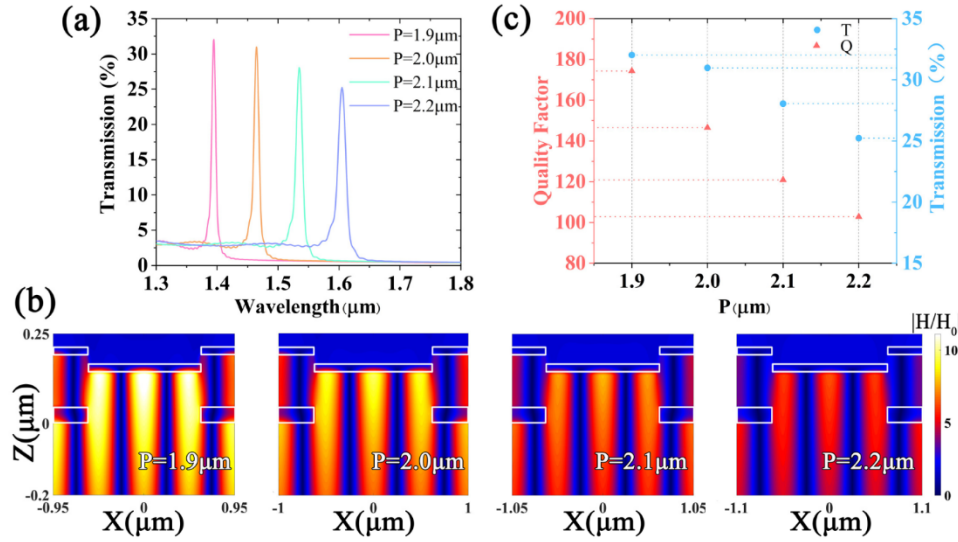 (a)
Transmission (%)
35
30
25
20
15
10
5
0
1.3 1.4 1.5 1.6 1.7 1.8
Wavelength(μm)
P=1.9μm
P=2.0μm
P=2.1μm
P=2.2μm
(c)
Quality Factor
200
180
160
140
120
100
80
T
Q
35
30
25
20
15
Transmission (%)
1.9 2.0 2.1 2.2
P(μm)
(b)
Z(μm)
0.25
0
-0.2
P=1.9μm
-0.95 0 0.95
X(μm)
P=2.0μm
-1 0 1
X(μm)
P=2.1μm
-1.05 0 1.05
X(μm)
P=2.2μm
-1.1 0 1.1
X(μm)
|H/H0|
10
5
0